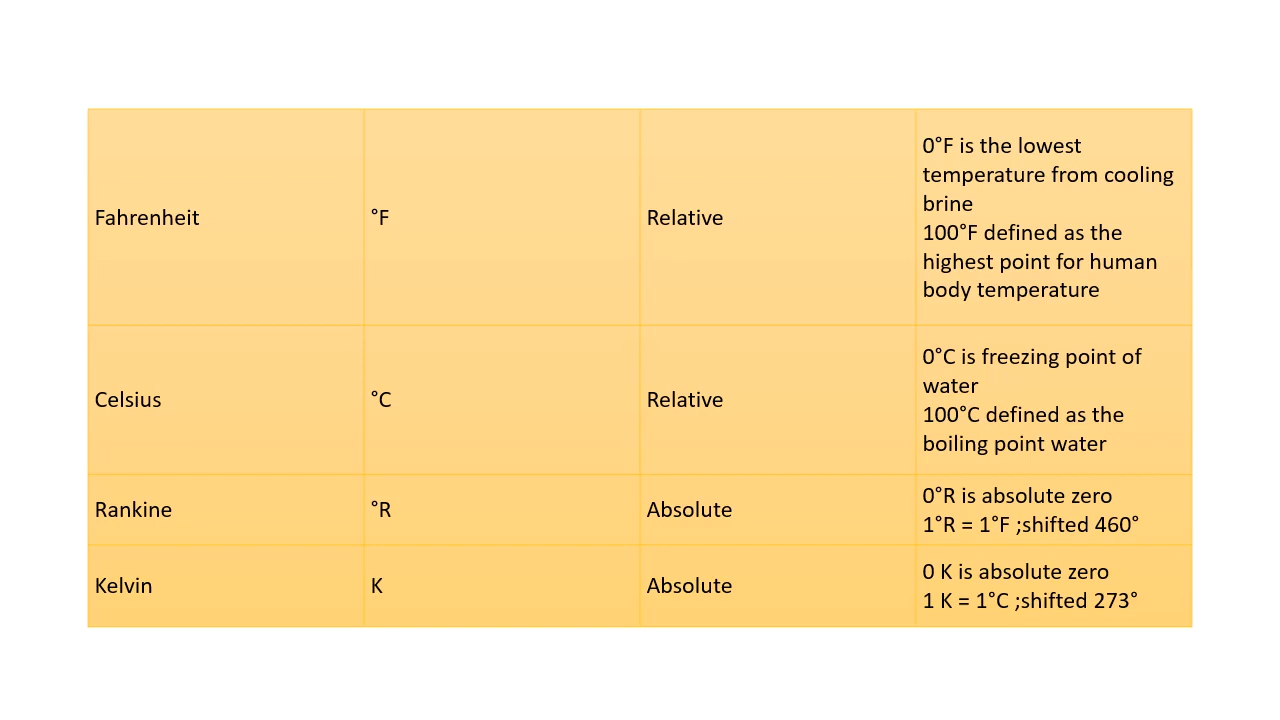 Fahrenheit
°F
Relative
0°F is the lowest
temperature from cooling
brine
100°F defined as the
highest point for human
body temperature
Celsius
°C
Relative
0°C is freezing point of
water
100°C defined as the
boiling point water
Rankine
°R
Absolute
0°R is absolute zero
1°R = 1°F ;shifted 460°
Kelvin
K
Absolute
0 K is absolute zero
1 K = 1°C ;shifted 273°